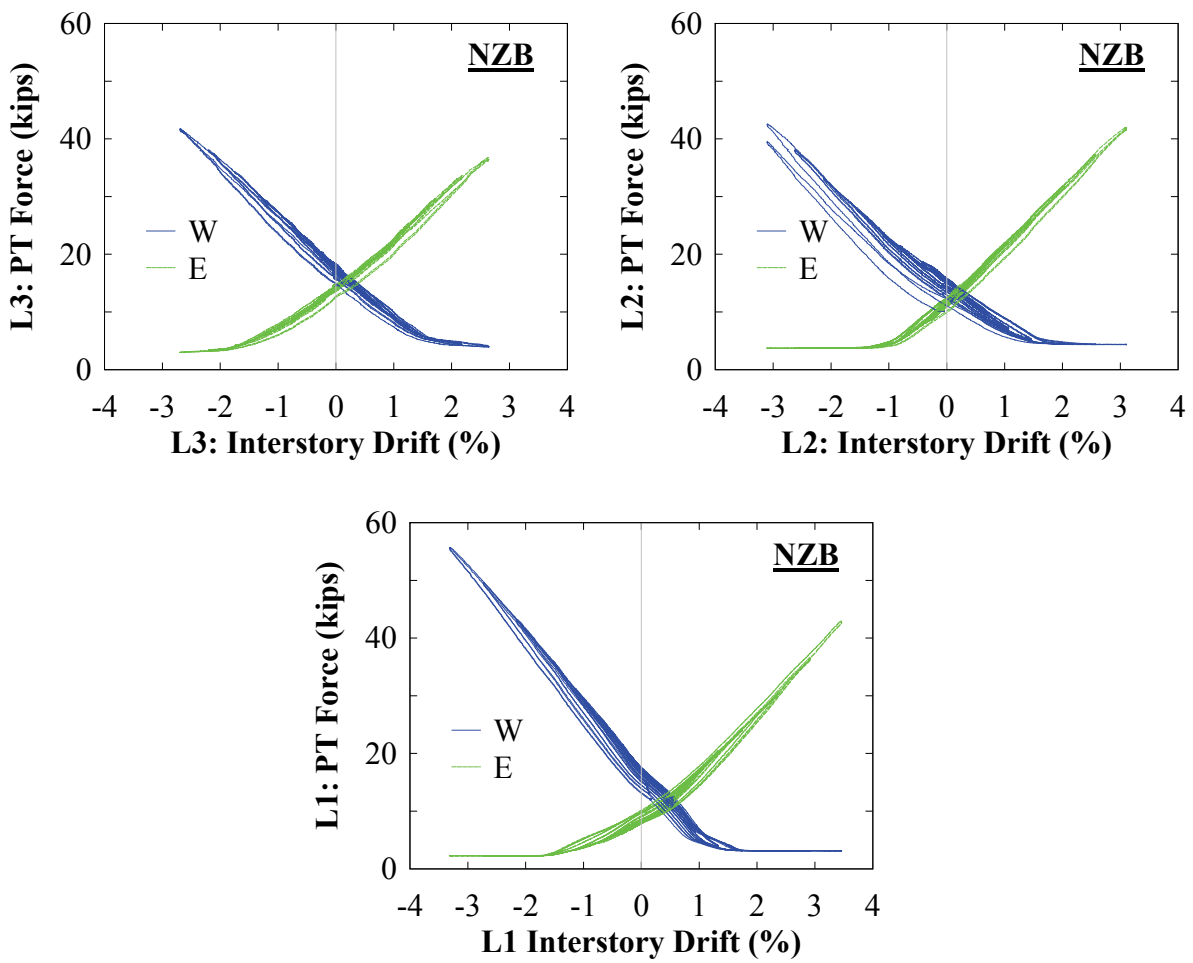 L3: PT Force (kips)
60
40
20
0
NZB
W
E
-4 -3 -2 -1 0 1 2 3 4
L3: Interstory Drift (%)
L2: PT Force (kips)
60
40
20
0
NZB
W
E
-4 -3 -2 -1 0 1 2 3 4
L2: Interstory Drift (%)
L1: PT Force (kips)
60
40
20
0
NZB
W
E
-4 -3 -2 -1 0 1 2 3 4
L1 Interstory Drift (%)